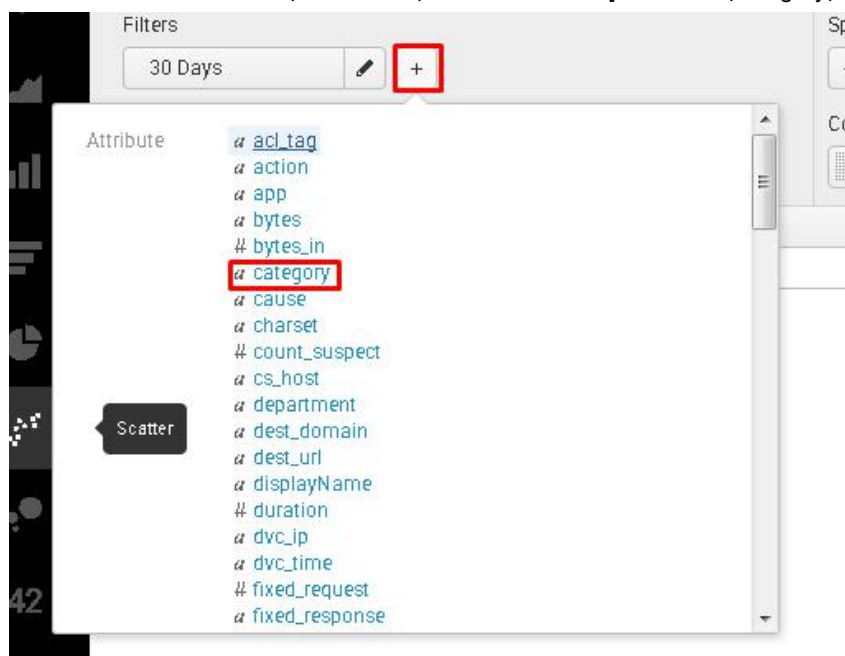 Filters
30 Days
+
Attribute
a acl_tag
a action
a app
a bytes
# bytes_in
a category
a cause
a charset
# count_suspect
a cs_host
a department
a dest_domain
a dest_url
a displayName
# duration
a dvc_ip
a dvc_time
# fixed_request
a fixed_response
Scatter
42